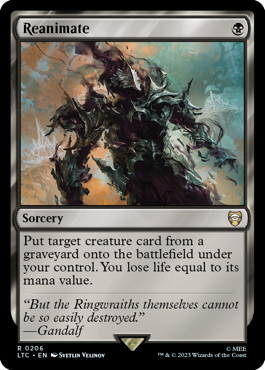 Reanimate
Sorcery
Put target creature card from a
graveyard onto the battlefield under
your control. You lose life equal to its
mana value.
“But the Ringwraiths themselves cannot
be so easily destroyed.”
—Gandalf
R 0206
LTC • EN SVETLIN VELINOV
© MEE
™ & © 2023 Wizards of the Coast